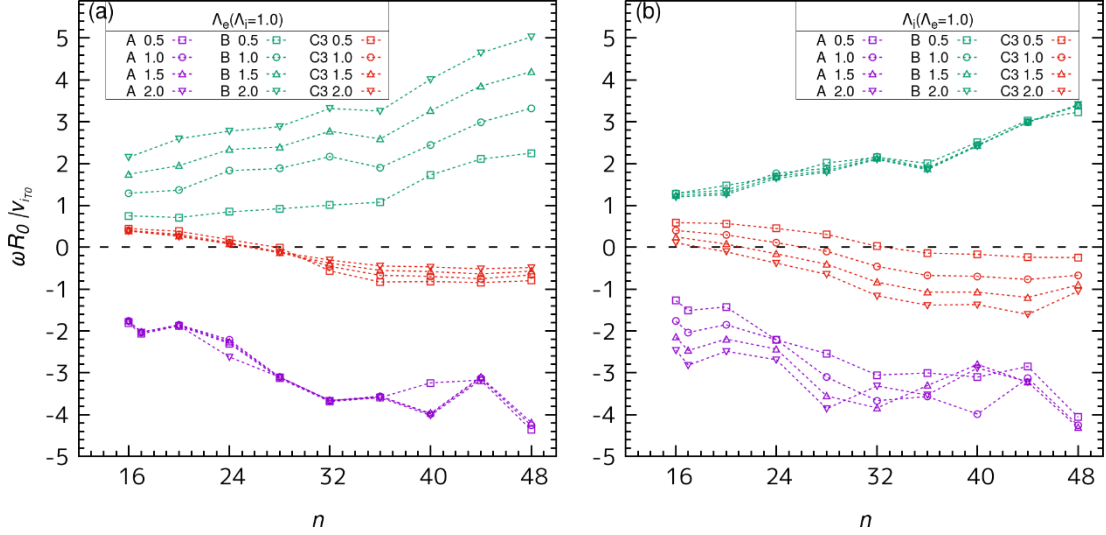 (a)
Λe(Λi=1.0)
A 0.5 B 0.5 C3 0.5
A 1.0 B 1.0 C3 1.0
A 1.5 B 1.5 C3 1.5
A 2.0 B 2.0 C3 2.0
5
4
3
2
1
0
-1
-2
-3
-4
-5
ωR0 /viT0
16 24 32 40 48
n
(b)
Λi(Λe=1.0)
A 0.5 B 0.5 C3 0.5
A 1.0 B 1.0 C3 1.0
A 1.5 B 1.5 C3 1.5
A 2.0 B 2.0 C3 2.0
5
4
3
2
1
0
-1
-2
-3
-4
-5
16 24 32 40 48
n